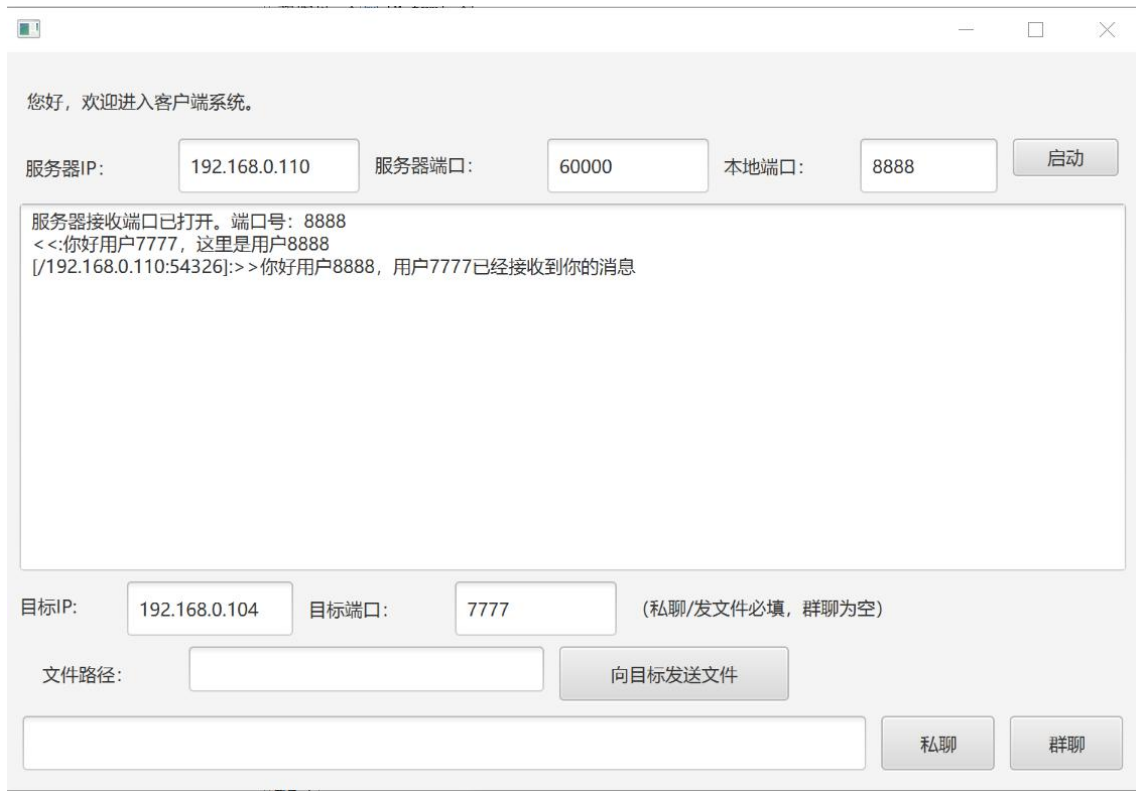 您好，欢迎进入客户端系统。
服务器IP： 192.168.0.110 服务器端口： 60000 本地端口： 8888 启动
服务器接收端口已打开。端口号：8888
<<:你好用户7777，这里是用户8888
[/192.168.0.110:54326]:>>你好用户8888，用户7777已经接收到你的消息
目标IP: 192.168.0.104 目标端口： 7777 （私聊/发文件必填，群聊为空）
文件路径： 向目标发送文件
私聊 群聊